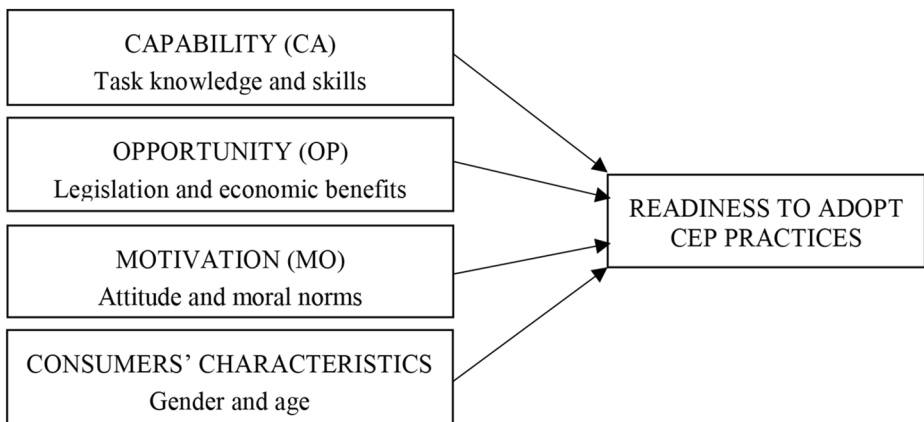 CAPABILITY (CA)
Task knowledge and skills
OPPORTUNITY (OP)
Legislation and economic benefits
MOTIVATION (MO)
Attitude and moral norms
CONSUMERS’ CHARACTERISTICS
Gender and age
READINESS TO ADOPT
CEP PRACTICES